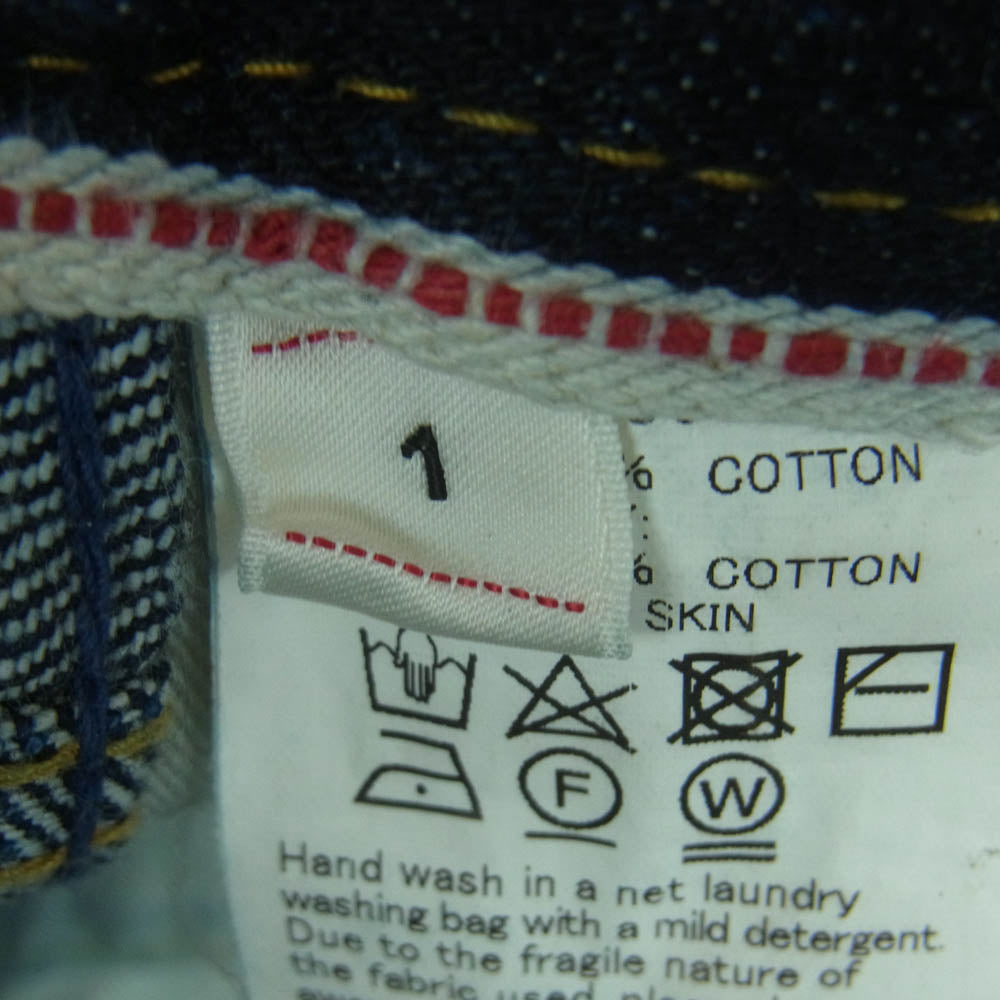 1
% COTTON
% COTTON
SKIN
F
W
Hand wash in a net laundry
washing bag with a mild detergent.
Due to the fragile nature of
the fabric used,